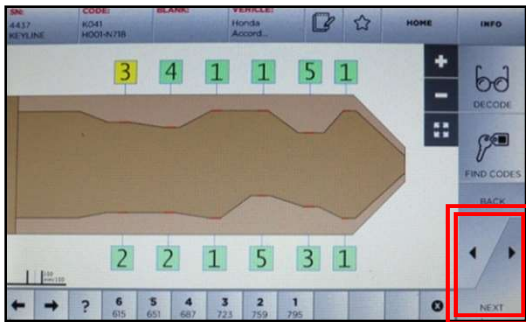 SN: CODE: BLANK: VEHICLE:
4437 K041 Honda HOME INFO
KEYLINE H001-N718 Accord...
3 4 1 1 5 1
DECODE
FIND CODES
BACK
2 2 1 5 3 1
NEXT
? 6 5 4 3 2 1
615 651 687 723 759 795